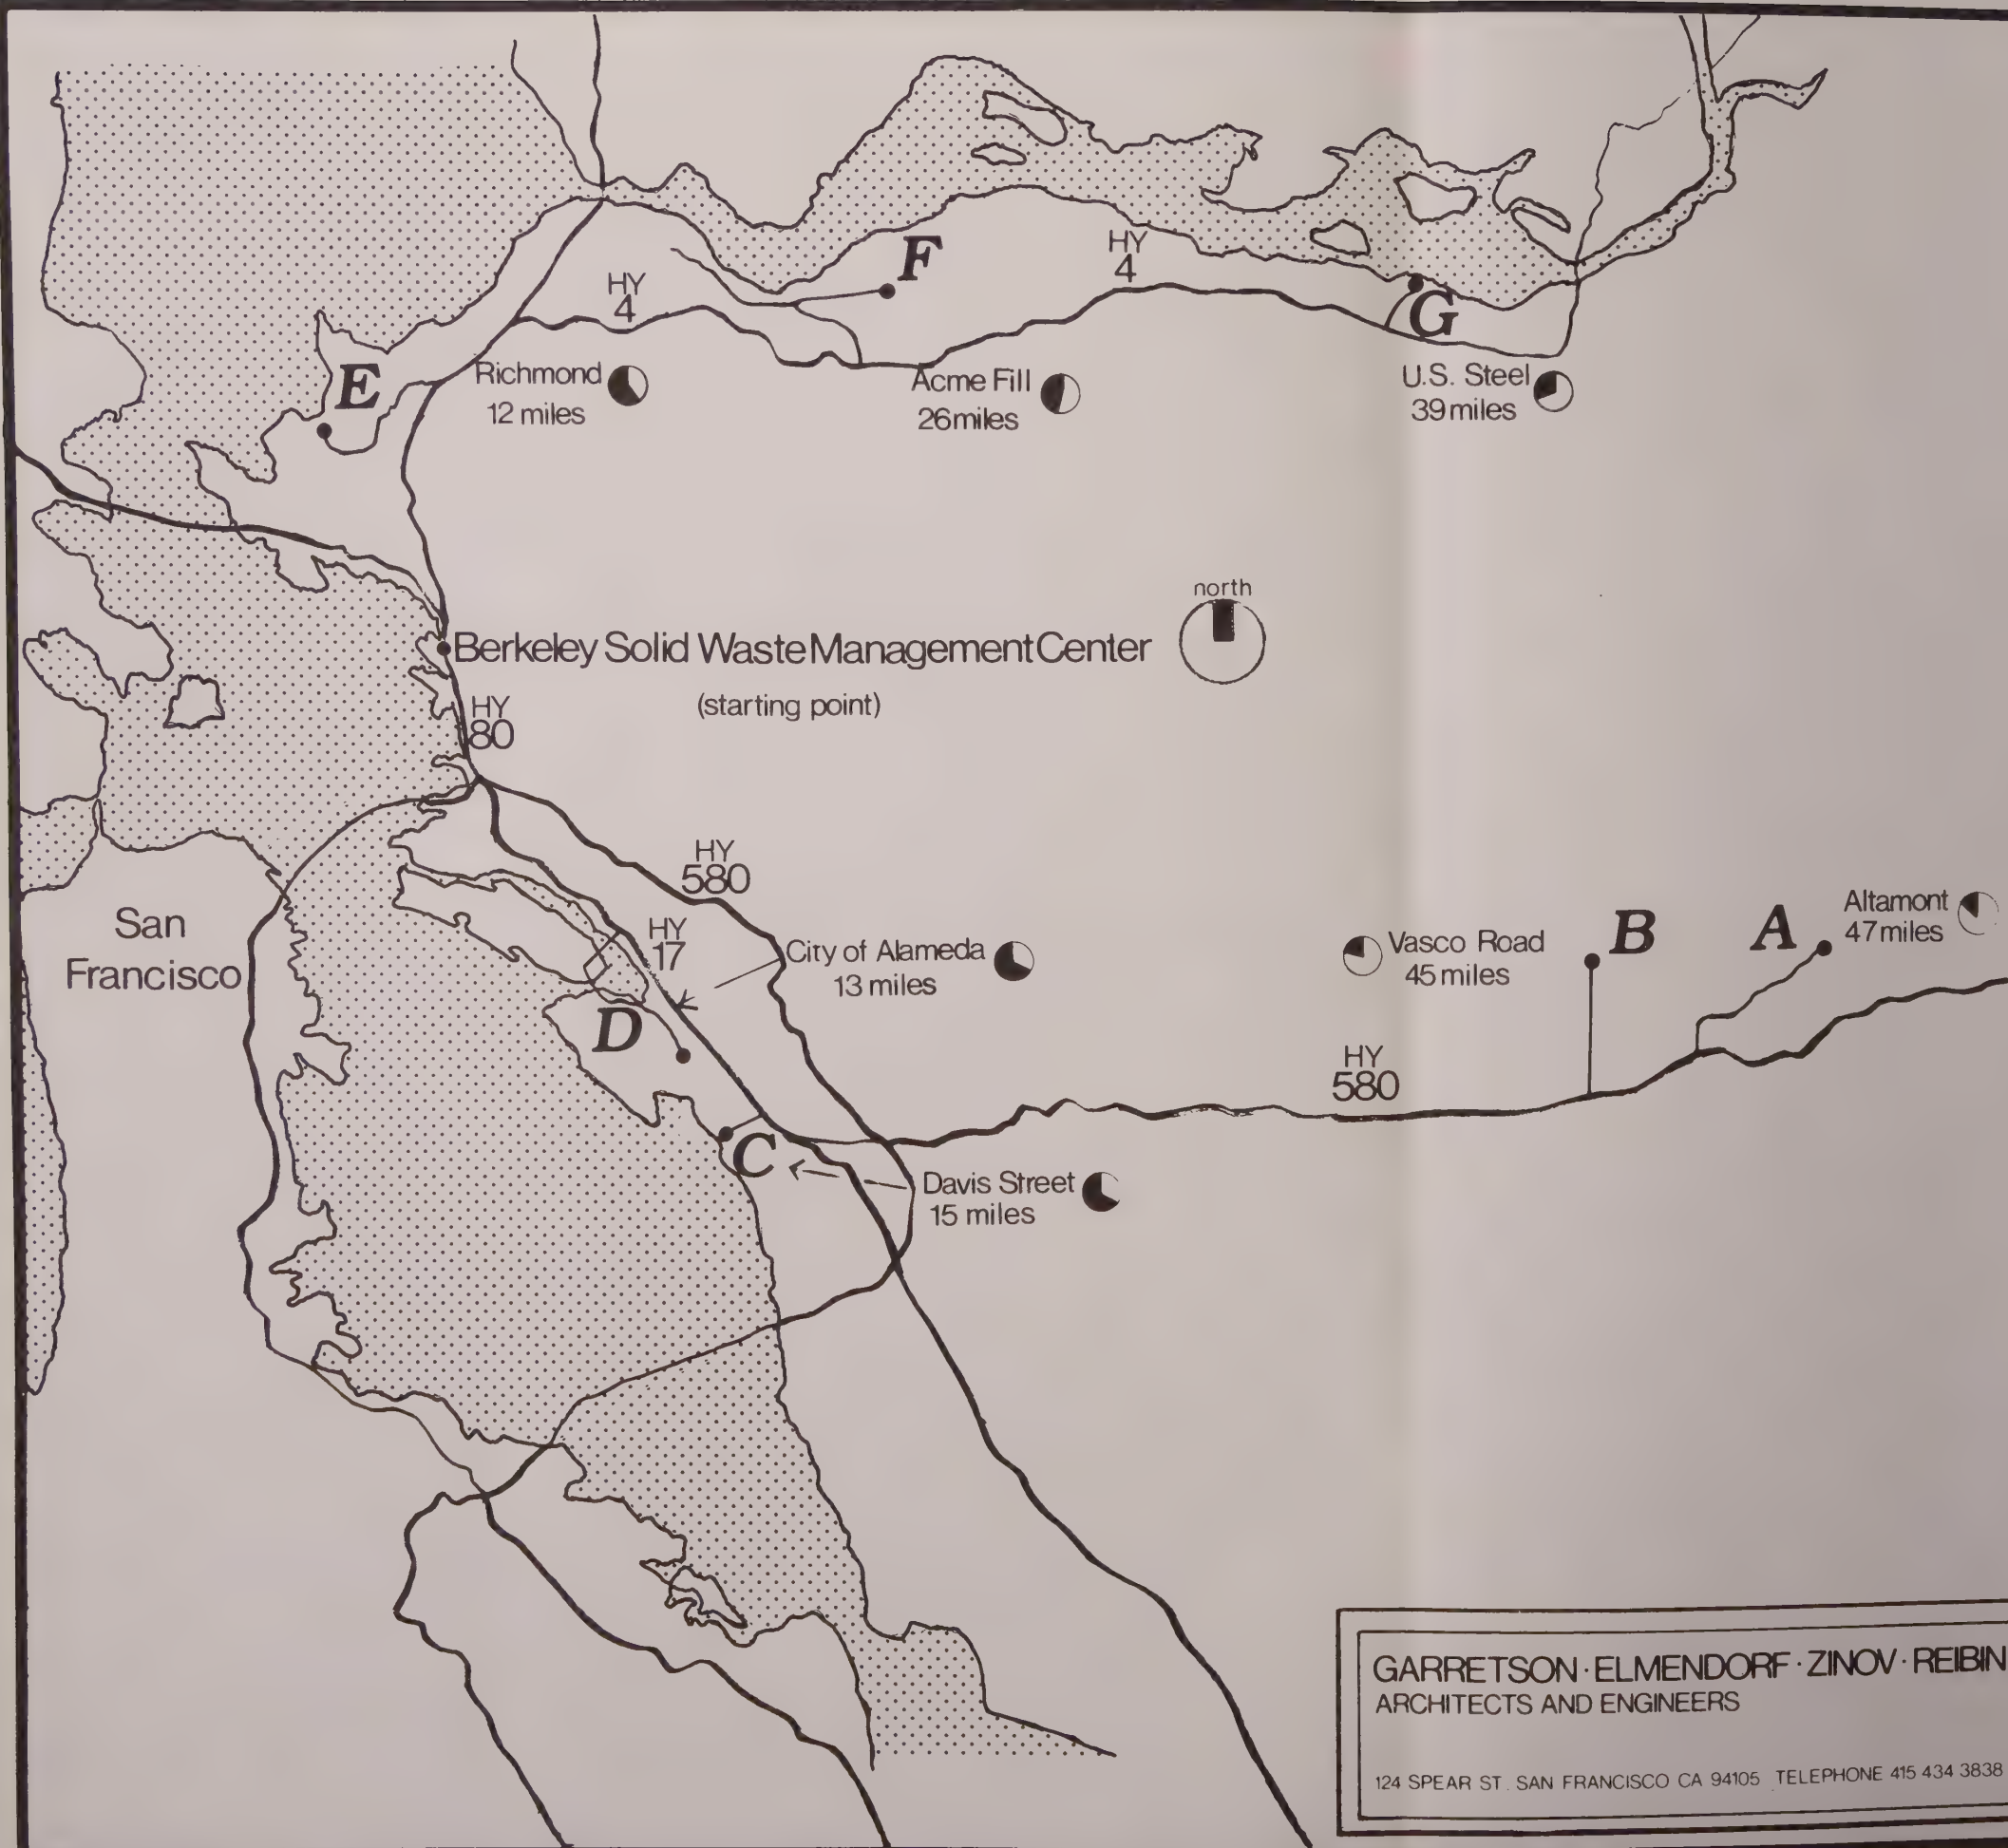 F
HY
4
HY
4
G
E
Richmond
12 miles
Acme Fill
26 miles
U.S. Steel
39 miles
north
Berkeley Solid Waste Management Center
(starting point)
HY
80
HY
580
San
Francisco
HY
17
City of Alameda
13 miles
Vasco Road
45 miles
B
A
Altamont
47 miles
D
HY
580
C
Davis Street
15 miles
GARRETSON · ELMENDORF · ZINOV · REIBIN
ARCHITECTS AND ENGINEERS
124 SPEAR ST. SAN FRANCISCO CA 94105 TELEPHONE 415 434 3838